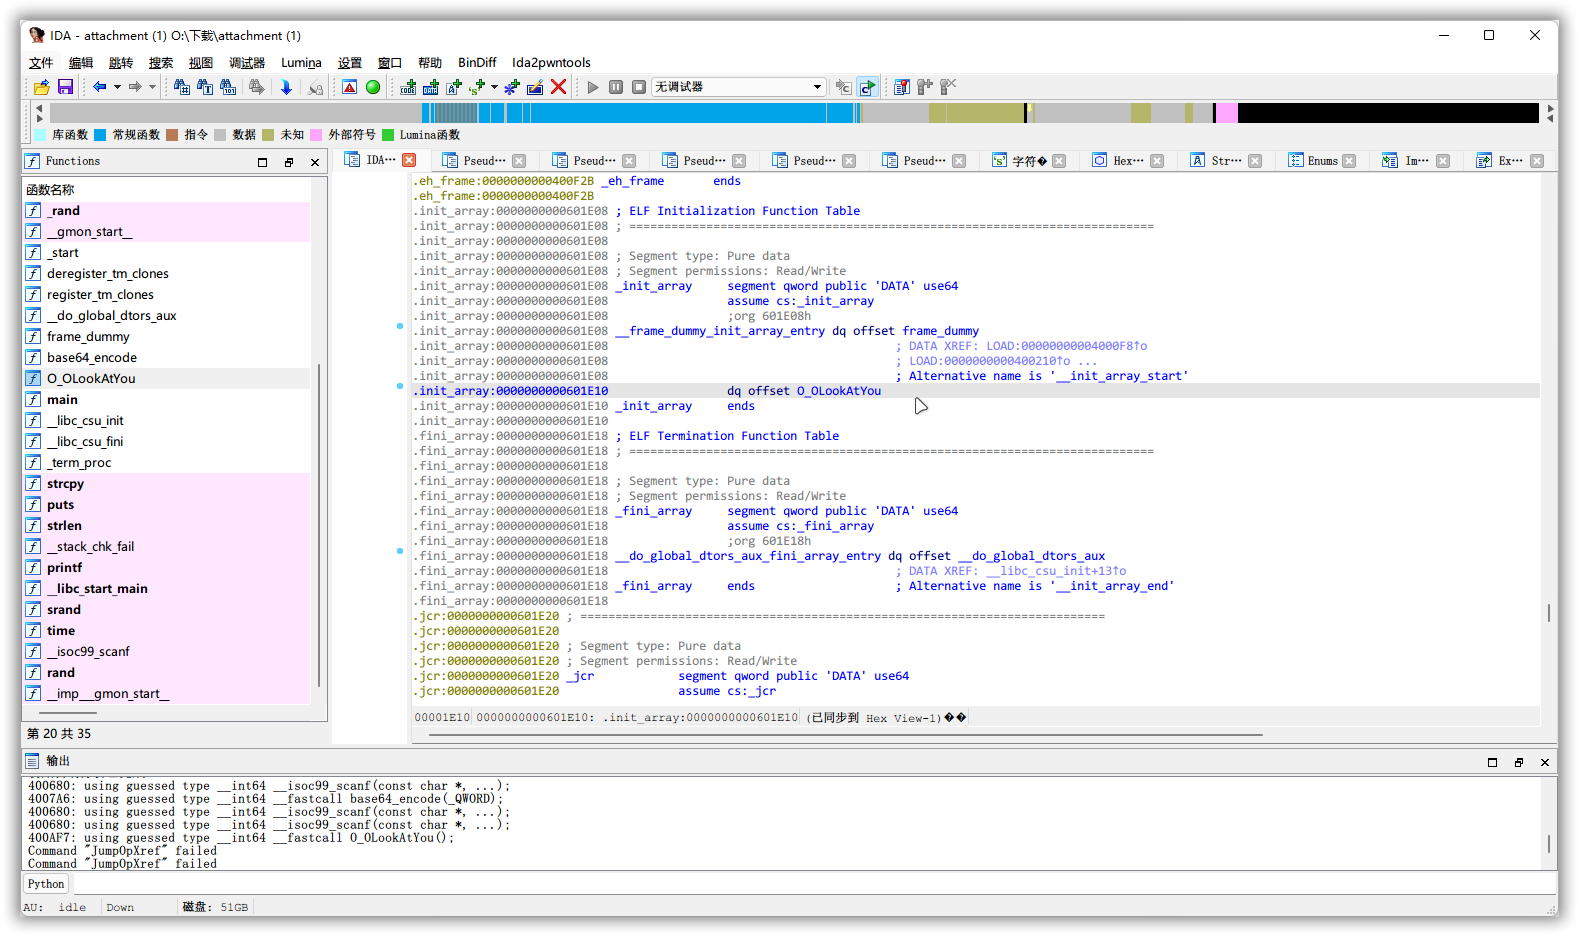 IDA - attachment (1) O:\下载\attachment (1)
文件 编辑 跳转 搜索 视图 调试器 Lumina 设置 窗口 帮助 BinDiff Ida2pwntools
无调试器
库函数 常规函数 指令 数据 未知 外部符号 Lumina函数
Functions
函数名称
_rand
__gmon_start__
_start
deregister_tm_clones
register_tm_clones
__do_global_dtors_aux
frame_dummy
base64_encode
O_OLookAtYou
main
__libc_csu_init
__libc_csu_fini
_term_proc
strcpy
puts
strlen
__stack_chk_fail
printf
__libc_start_main
srand
time
__isoc99_scanf
rand
__imp___gmon_start__
第 20 共 35
IDA··· Pseud··· Pseud··· Pseud··· Pseud··· Pseud··· 字符� Hex··· Str··· Enums Im··· Ex···
.eh_frame:0000000000400F2B _eh_frame ends
.eh_frame:0000000000400F2B
.init_array:0000000000601E08 ; ELF Initialization Function Table
.init_array:0000000000601E08 ; ===========================================================================
.init_array:0000000000601E08
.init_array:0000000000601E08 ; Segment type: Pure data
.init_array:0000000000601E08 ; Segment permissions: Read/Write
.init_array:0000000000601E08 _init_array segment qword public 'DATA' use64
.init_array:0000000000601E08 assume cs:_init_array
.init_array:0000000000601E08 ;org 601E08h
.init_array:0000000000601E08 __frame_dummy_init_array_entry dq offset frame_dummy
.init_array:0000000000601E08 ; DATA XREF: LOAD:00000000004000F8↑o
.init_array:0000000000601E08 ; LOAD:0000000000400210↑o ...
.init_array:0000000000601E08 ; Alternative name is '__init_array_start'
.init_array:0000000000601E10 dq offset O_OLookAtYou
.init_array:0000000000601E10 _init_array ends
.init_array:0000000000601E10
.fini_array:0000000000601E18 ; ELF Termination Function Table
.fini_array:0000000000601E18 ; ===========================================================================
.fini_array:0000000000601E18
.fini_array:0000000000601E18 ; Segment type: Pure data
.fini_array:0000000000601E18 ; Segment permissions: Read/Write
.fini_array:0000000000601E18 _fini_array segment qword public 'DATA' use64
.fini_array:0000000000601E18 assume cs:_fini_array
.fini_array:0000000000601E18 ;org 601E18h
.fini_array:0000000000601E18 __do_global_dtors_aux_fini_array_entry dq offset __do_global_dtors_aux
.fini_array:0000000000601E18 ; DATA XREF: __libc_csu_init+13↑o
.fini_array:0000000000601E18 _fini_array ends ; Alternative name is '__init_array_end'
.fini_array:0000000000601E18
.jcr:0000000000601E20 ; ===========================================================================
.jcr:0000000000601E20
.jcr:0000000000601E20 ; Segment type: Pure data
.jcr:0000000000601E20 ; Segment permissions: Read/Write
.jcr:0000000000601E20 _jcr segment qword public 'DATA' use64
.jcr:0000000000601E20 assume cs:_jcr
00001E10 0000000000601E10: .init_array:0000000000601E10 (已同步到 Hex View-1)��
输出
400680: using guessed type __int64 __isoc99_scanf(const char *, ...);
4007A6: using guessed type __int64 __fastcall base64_encode(_QWORD);
400680: using guessed type __int64 __isoc99_scanf(const char *, ...);
400680: using guessed type __int64 __isoc99_scanf(const char *, ...);
400AF7: using guessed type __int64 __fastcall O_OLookAtYou();
Command "JumpOpXref" failed
Command "JumpOpXref" failed
Python
AU: idle Down 磁盘: 51GB